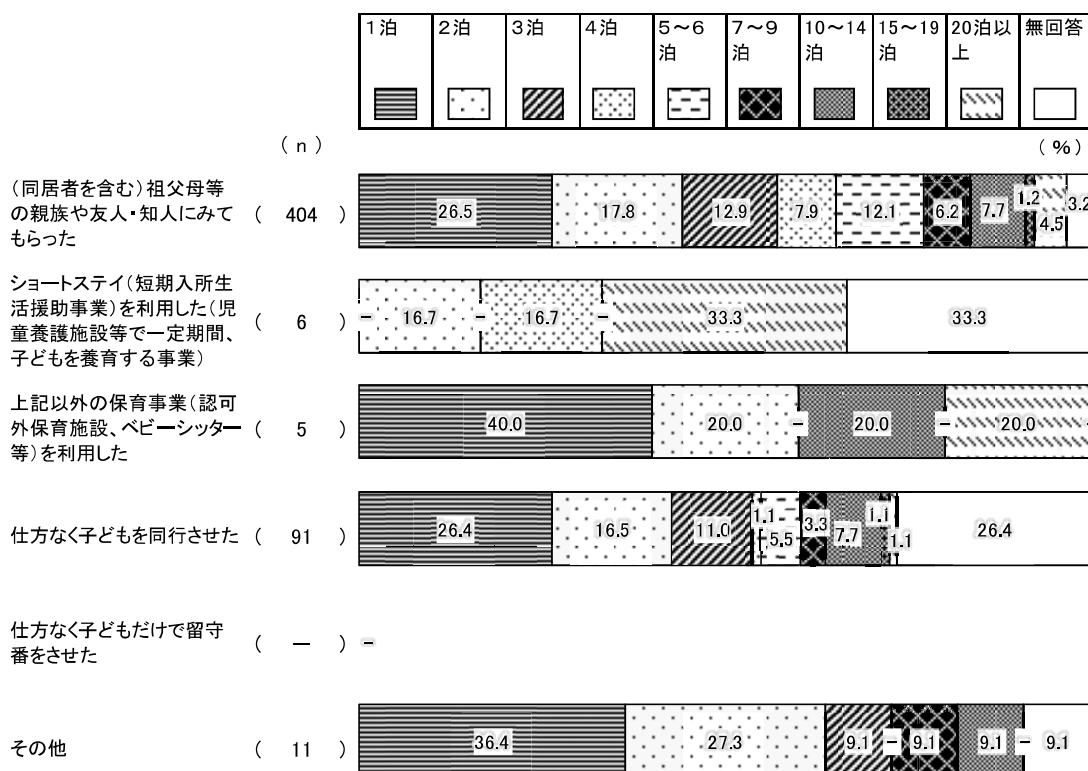 1泊 2泊 3泊 4泊 5～6泊 7～9泊 10～14泊 15～19泊 20泊以上 無回答
(n) (%)
(同居者を含む)祖父母等
の親族や友人・知人にみて
もらった
( 404 ) 26.5 17.8 12.9 7.9 12.1 6.2 7.7 1.2 4.5 3.2
ショートステイ(短期入所生
活援助事業)を利用した(児
童養護施設等で一定期間、
子どもを養育する事業)
( 6 ) - 16.7 - 16.7 - 33.3 33.3
上記以外の保育事業(認可
外保育施設、ベビーシッター
等)を利用した
( 5 ) 40.0 20.0 - 20.0 - 20.0 -
仕方なく子どもを同行させた ( 91 ) 26.4 16.5 11.0 1.1 5.5 3.3 7.7 1.1 1.1 26.4
仕方なく子どもだけで留守
番をさせた
( － ) -
その他 ( 11 ) 36.4 27.3 9.1 - 9.1 9.1 - 9.1